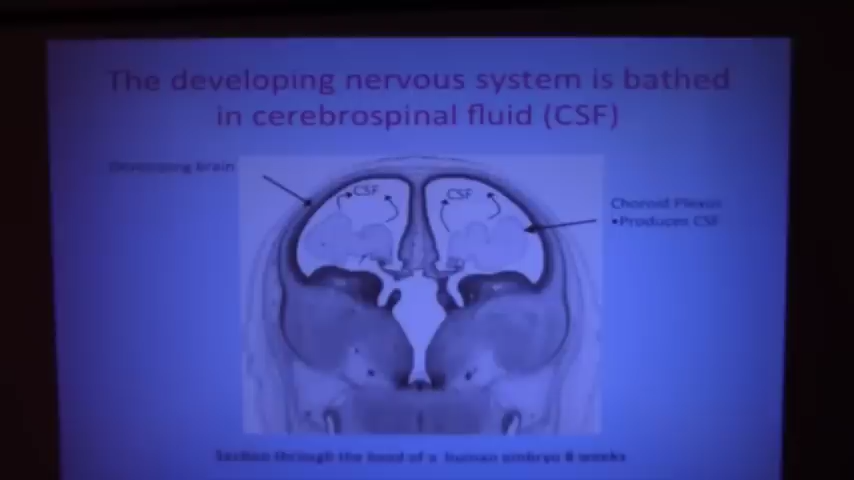 The developing nervous system is bathed
in cerebrospinal fluid (CSF)
Developing brain
CSF
CSF
Choroid Plexus
•Produces CSF
Section through the head of a human embryo 8 weeks